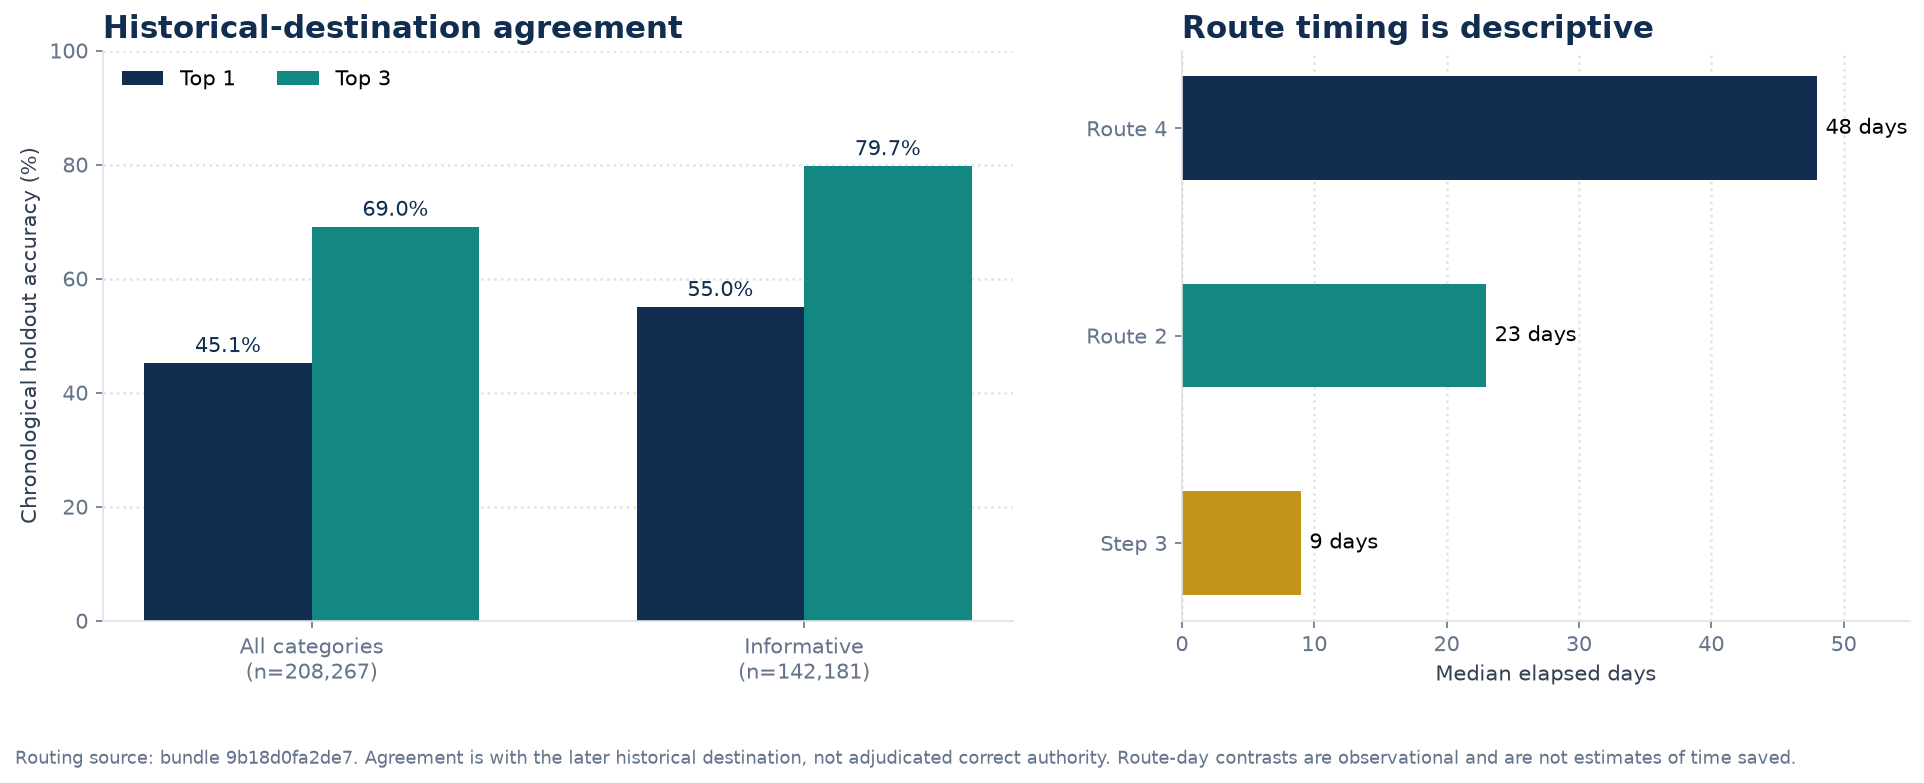 Historical-destination agreement
100
80
60
40
20
0
Chronological holdout accuracy (%)
Top 1
Top 3
45.1%
69.0%
55.0%
79.7%
All categories
(n=208,267)
Informative
(n=142,181)
Route timing is descriptive
Route 4
48 days
Route 2
23 days
Step 3
9 days
0
10
20
30
40
50
Median elapsed days
Routing source: bundle 9b18d0fa2de7. Agreement is with the later historical destination, not adjudicated correct authority. Route-day contrasts are observational and are not estimates of time saved.